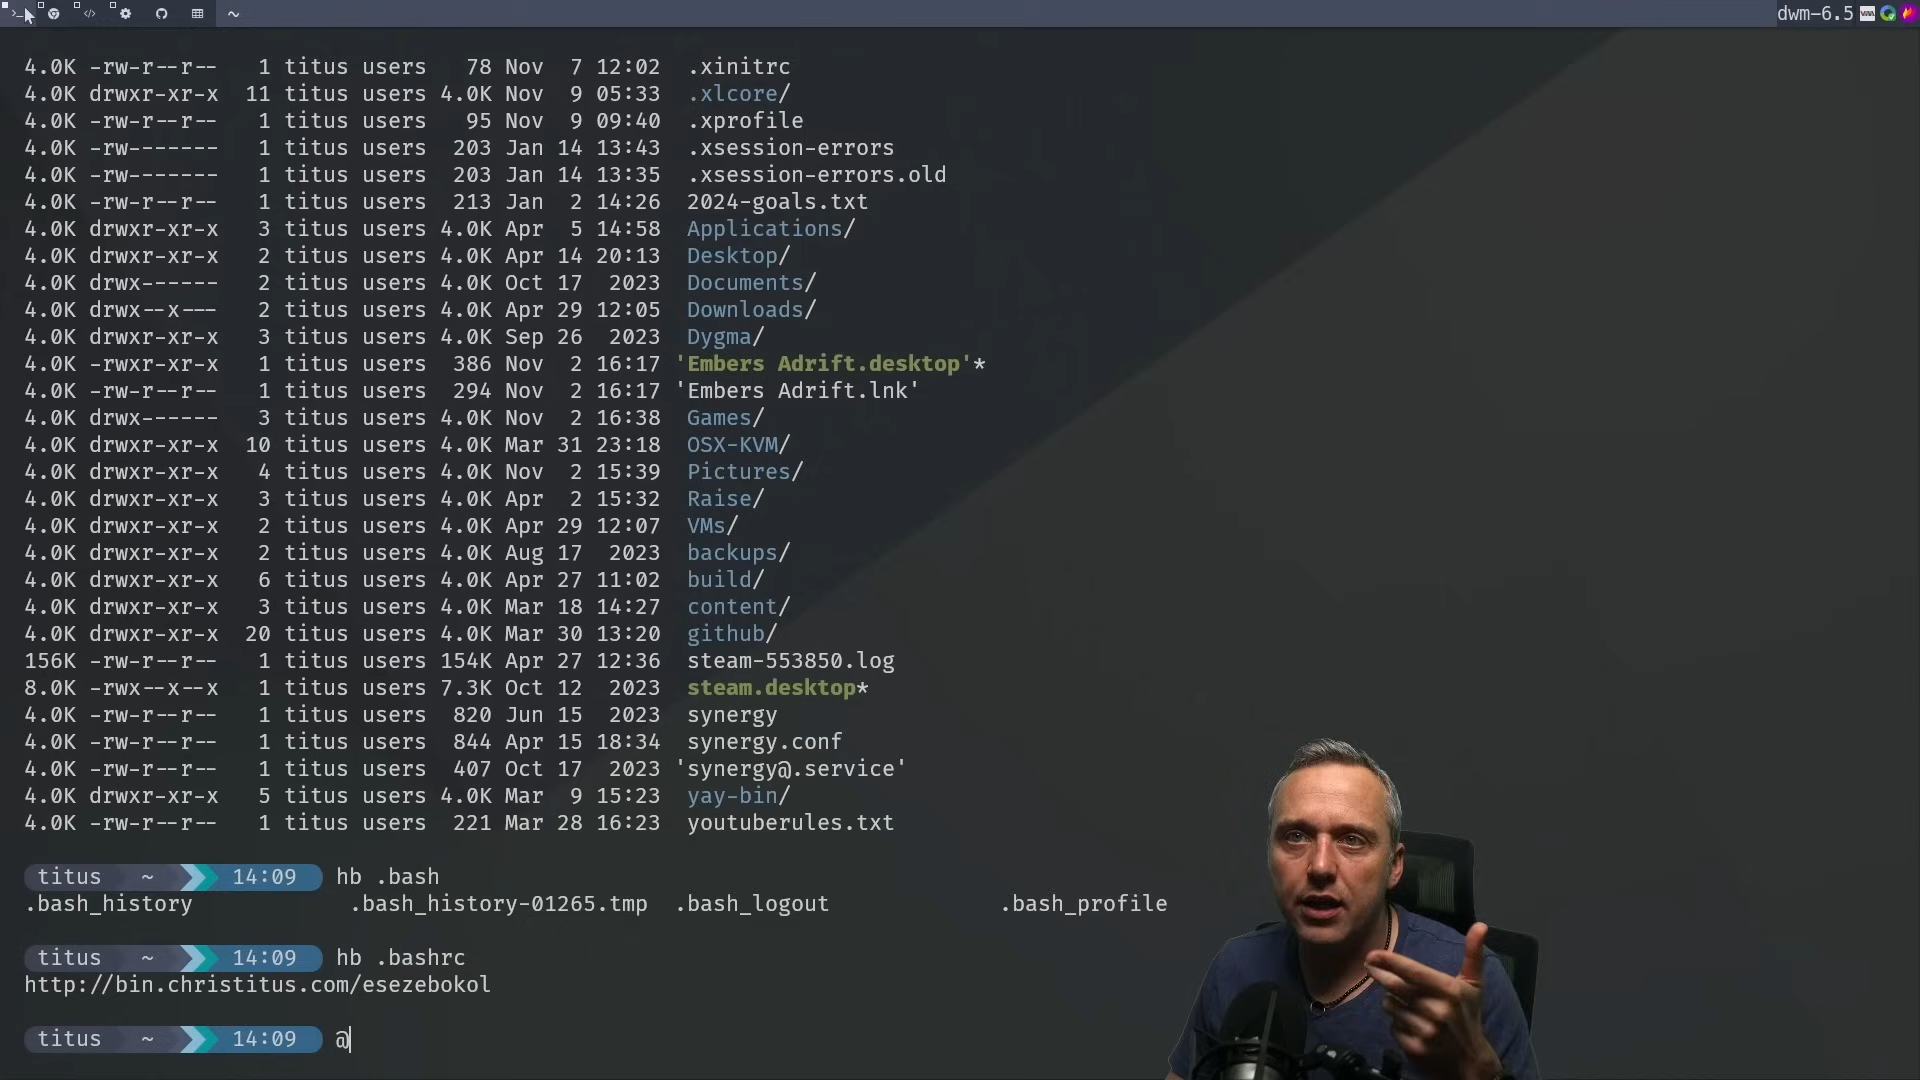 ~ dwm-6.5
4.0K -rw-r--r-- 1 titus users 78 Nov 7 12:02 .xinitrc
4.0K drwxr-xr-x 11 titus users 4.0K Nov 9 05:33 .xlcore/
4.0K -rw-r--r-- 1 titus users 95 Nov 9 09:40 .xprofile
4.0K -rw------- 1 titus users 203 Jan 14 13:43 .xsession-errors
4.0K -rw------- 1 titus users 203 Jan 14 13:35 .xsession-errors.old
4.0K -rw-r--r-- 1 titus users 213 Jan 2 14:26 2024-goals.txt
4.0K drwxr-xr-x 3 titus users 4.0K Apr 5 14:58 Applications/
4.0K drwxr-xr-x 2 titus users 4.0K Apr 14 20:13 Desktop/
4.0K drwx------ 2 titus users 4.0K Oct 17 2023 Documents/
4.0K drwx--x--- 2 titus users 4.0K Apr 29 12:05 Downloads/
4.0K drwxr-xr-x 3 titus users 4.0K Sep 26 2023 Dygma/
4.0K -rwxr-xr-x 1 titus users 386 Nov 2 16:17 'Embers Adrift.desktop'*
4.0K -rw-r--r-- 1 titus users 294 Nov 2 16:17 'Embers Adrift.lnk'
4.0K drwx------ 3 titus users 4.0K Nov 2 16:38 Games/
4.0K drwxr-xr-x 10 titus users 4.0K Mar 31 23:18 OSX-KVM/
4.0K drwxr-xr-x 4 titus users 4.0K Nov 2 15:39 Pictures/
4.0K drwxr-xr-x 3 titus users 4.0K Apr 2 15:32 Raise/
4.0K drwxr-xr-x 2 titus users 4.0K Apr 29 12:07 VMs/
4.0K drwxr-xr-x 2 titus users 4.0K Aug 17 2023 backups/
4.0K drwxr-xr-x 6 titus users 4.0K Apr 27 11:02 build/
4.0K drwxr-xr-x 3 titus users 4.0K Mar 18 14:27 content/
4.0K drwxr-xr-x 20 titus users 4.0K Mar 30 13:20 github/
156K -rw-r--r-- 1 titus users 154K Apr 27 12:36 steam-553850.log
8.0K -rwx--x--x 1 titus users 7.3K Oct 12 2023 steam.desktop*
4.0K -rw-r--r-- 1 titus users 820 Jun 15 2023 synergy
4.0K -rw-r--r-- 1 titus users 844 Apr 15 18:34 synergy.conf
4.0K -rw-r--r-- 1 titus users 407 Oct 17 2023 'synergy@.service'
4.0K drwxr-xr-x 5 titus users 4.0K Mar 9 15:23 yay-bin/
4.0K -rw-r--r-- 1 titus users 221 Mar 28 16:23 youtuberules.txt
titus ~ 14:09 hb .bash
.bash_history .bash_history-01265.tmp .bash_logout .bash_profile
titus ~ 14:09 hb .bashrc
http://bin.christitus.com/esezebokol
titus ~ 14:09 @